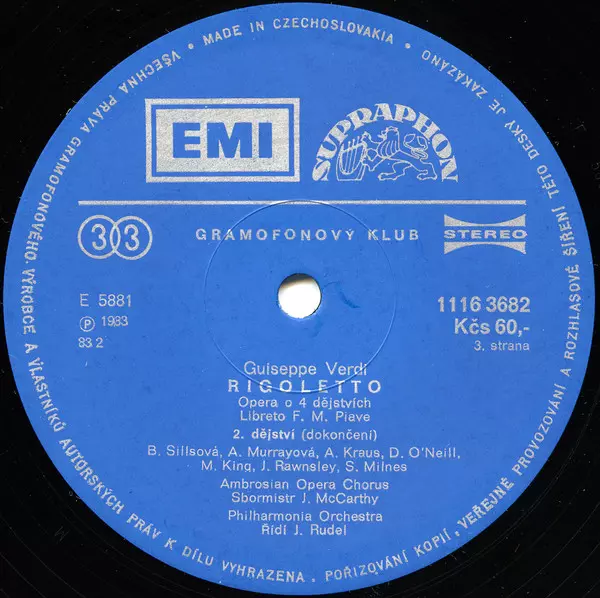 VŠECHNA PRÁVA GRAMOFONOVÉHO VÝROBCE A VLASTNÍKŮ AUTORSKÝCH PRÁV K DÍLU VYHRAZENA • POŘIZOVÁNÍ KOPIÍ, VEŘEJNÉ PROVOZOVÁNÍ A ROZHLASOVÉ ŠÍŘENÍ TÉTO DESKY JE ZAKÁZÁNO • MADE IN CZECHOSLOVAKIA •
EMI
SUPRAPHON
33
GRAMOFONOVÝ KLUB
STEREO
E 5881
1116 3682
Ⓟ 1983
Kčs 60,-
83 2
3. strana
Guiseppe Verdi
RIGOLETTO
Opera o 4 dějstvích
Libreto F. M. Piave
2. dějství (dokončení)
B. Sillsová, A. Murrayová, A. Kraus, D. O'Neill,
M. King, J. Rawnsley, S. Milnes
Ambrosian Opera Chorus
Sbormistr J. McCarthy
Philharmonia Orchestra
Řídí J. Rudel